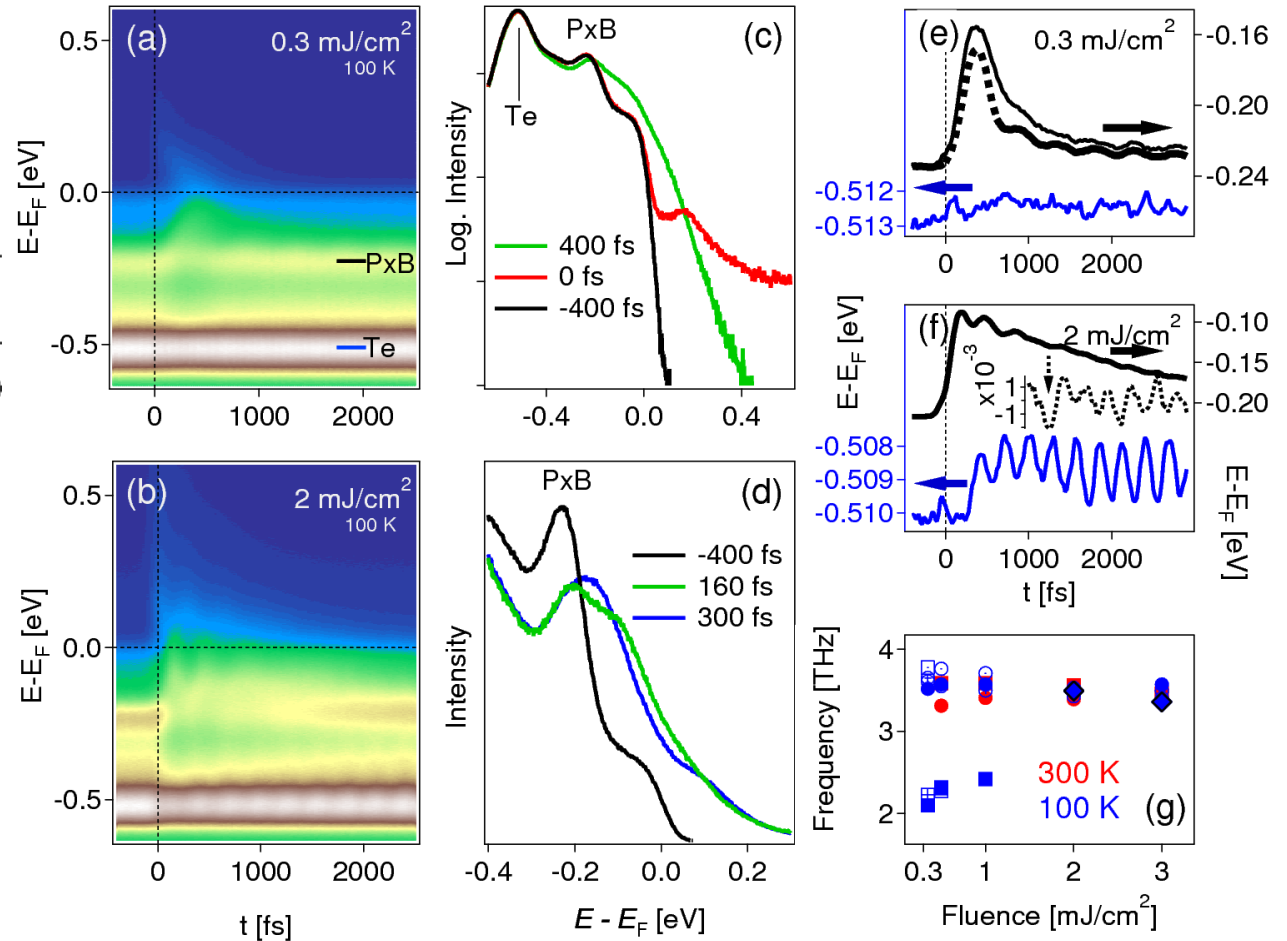 (a)
0.3 mJ/cm²
100 K
0.5
0.0
-0.5
E-E_F [eV]
PxB
Te
0
1000
2000
(b)
2 mJ/cm²
100 K
0.5
0.0
-0.5
E-E_F [eV]
0
1000
2000
t [fs]
PxB
(c)
Te
Log. Intensity
400 fs
0 fs
-400 fs
-0.4
0.0
0.4
PxB
(d)
-400 fs
160 fs
300 fs
Intensity
-0.4
-0.2
0.0
0.2
E - E_F [eV]
(e)
0.3 mJ/cm²
-0.16
-0.20
-0.24
-0.512
-0.513
0
1000
2000
(f)
2 mJ/cm²
-0.10
-0.15
-0.20
x10⁻³
1
-1
-0.508
-0.509
-0.510
E-E_F [eV]
E-E_F [eV]
0
1000
2000
t [fs]
Frequency [THz]
4
3
2
300 K
100 K
(g)
0.3
1
2
3
Fluence [mJ/cm²]